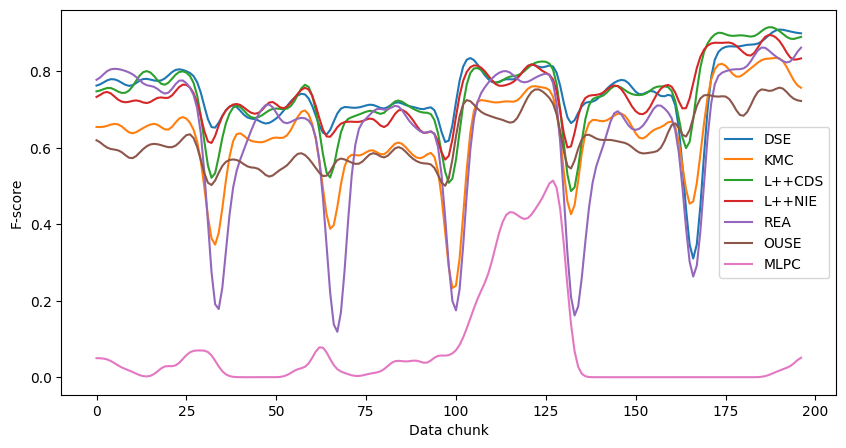 F-score
0.8
0.6
0.4
0.2
0.0
0
25
50
75
100
125
150
175
200
Data chunk
DSE
KMC
L++CDS
L++NIE
REA
OUSE
MLPC